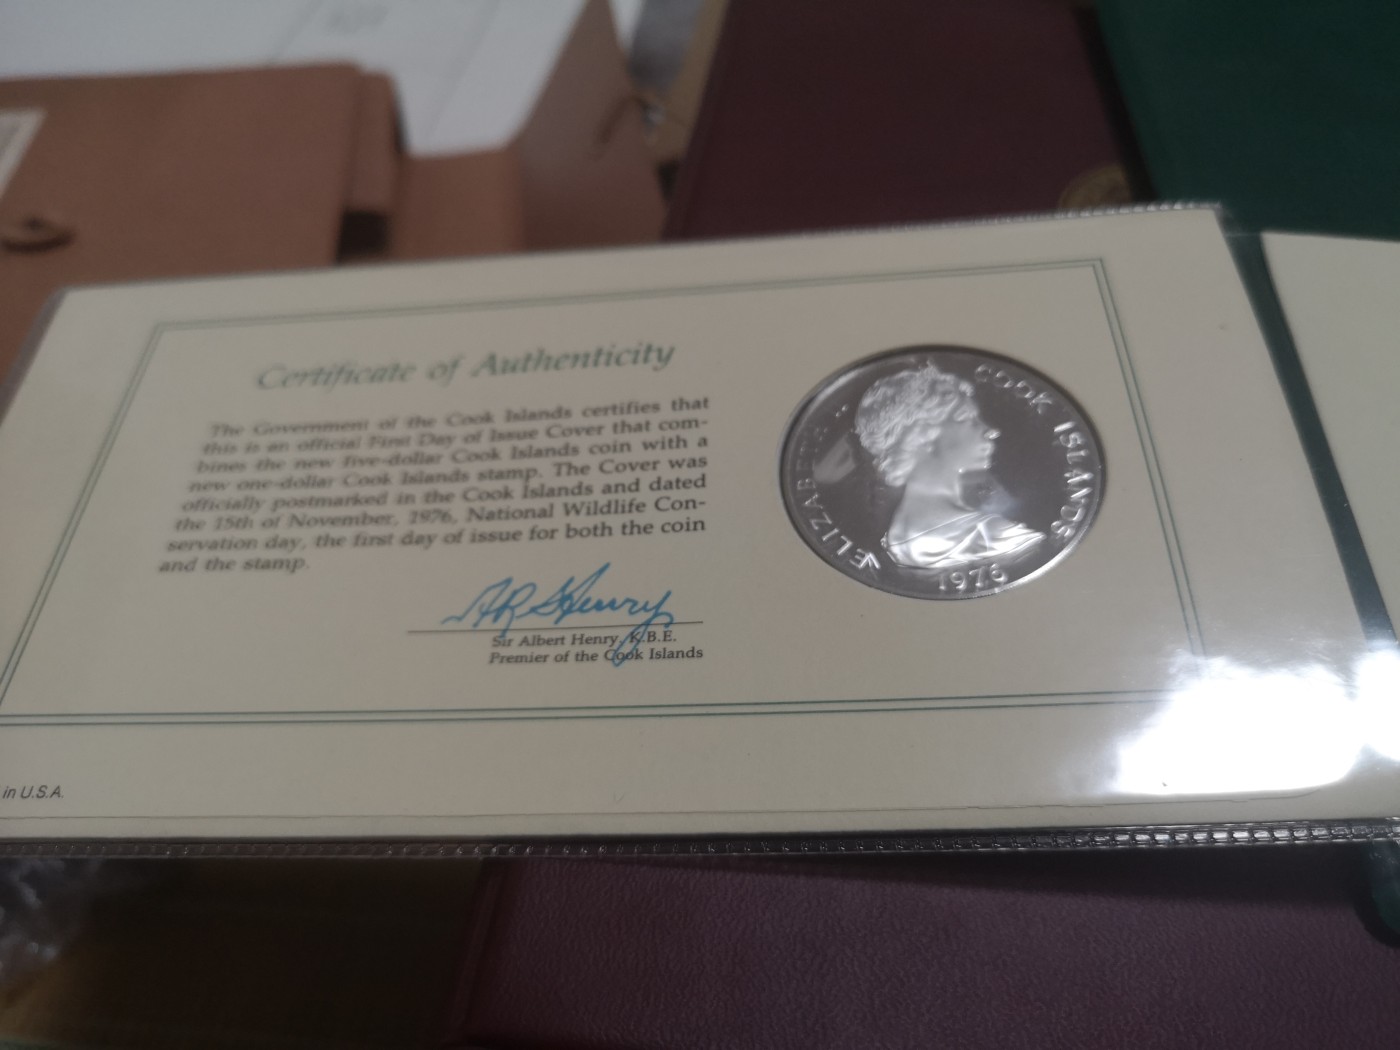 Certificate of Authenticity
The Government of the Cook Islands certifies that
this is an official First Day of Issue Cover that com-
bines the new five-dollar Cook Islands coin with a
new one-dollar Cook Islands stamp. The Cover was
officially postmarked in the Cook Islands and dated
the 15th of November, 1976, National Wildlife Con-
servation day, the first day of issue for both the coin
and the stamp.
Sir Albert Henry, K.B.E.
Premier of the Cook Islands
in U.S.A.
ELIZABETH II
COOK ISLANDS
1976